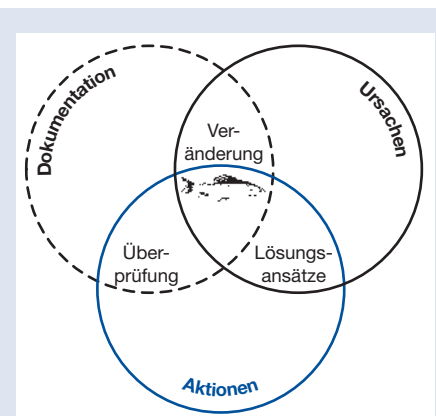 Dokumentation
Ursachen
Ver-
änderung
Über-
prüfung
Lösungs-
ansätze
Aktionen